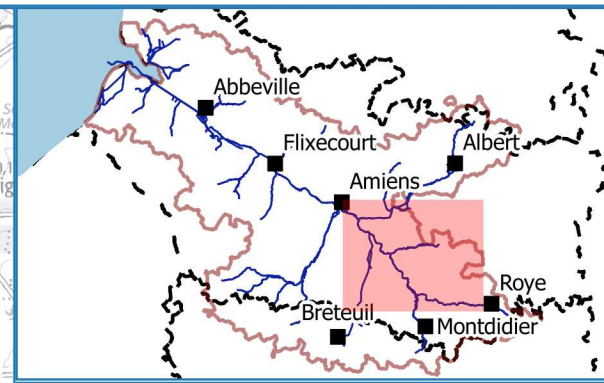 Abbeville
Flixecourt
Albert
Amiens
Roye
Breteuil
Montdidier